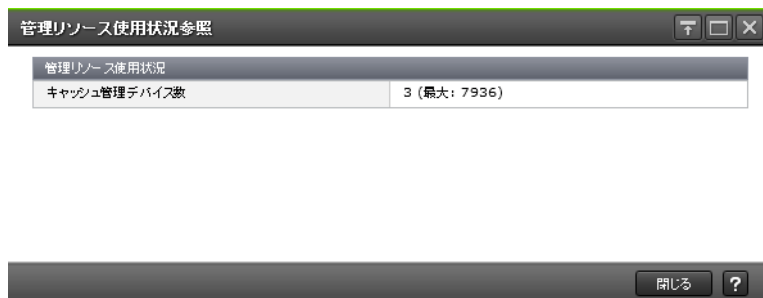 管理リソース使用状況参照
管理リソース使用状況
キャッシュ管理デバイス数 3 (最大: 7936)
閉じる ?